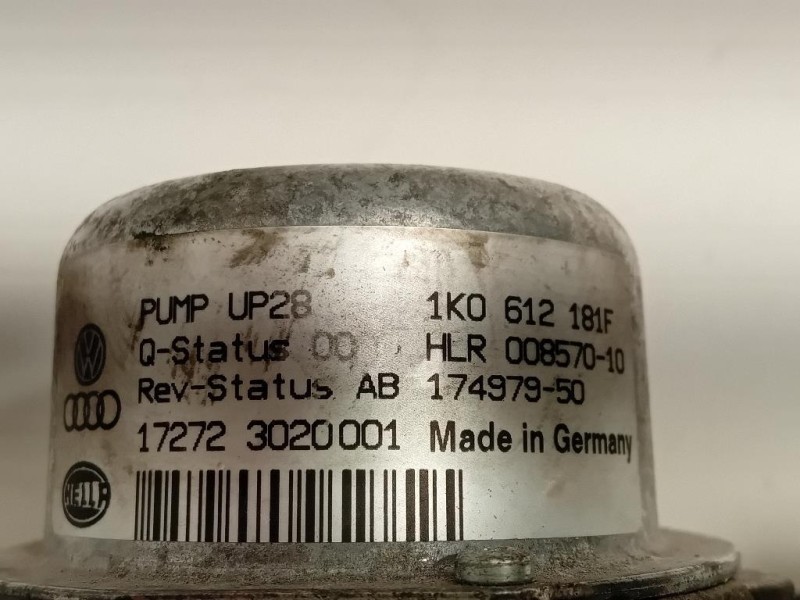 PUMP UP28 1K0 612 181F
Q-Status 00 HLR 008570-10
Rev-Status AB 174979-50
17272 3020001 Made in Germany
HELLA